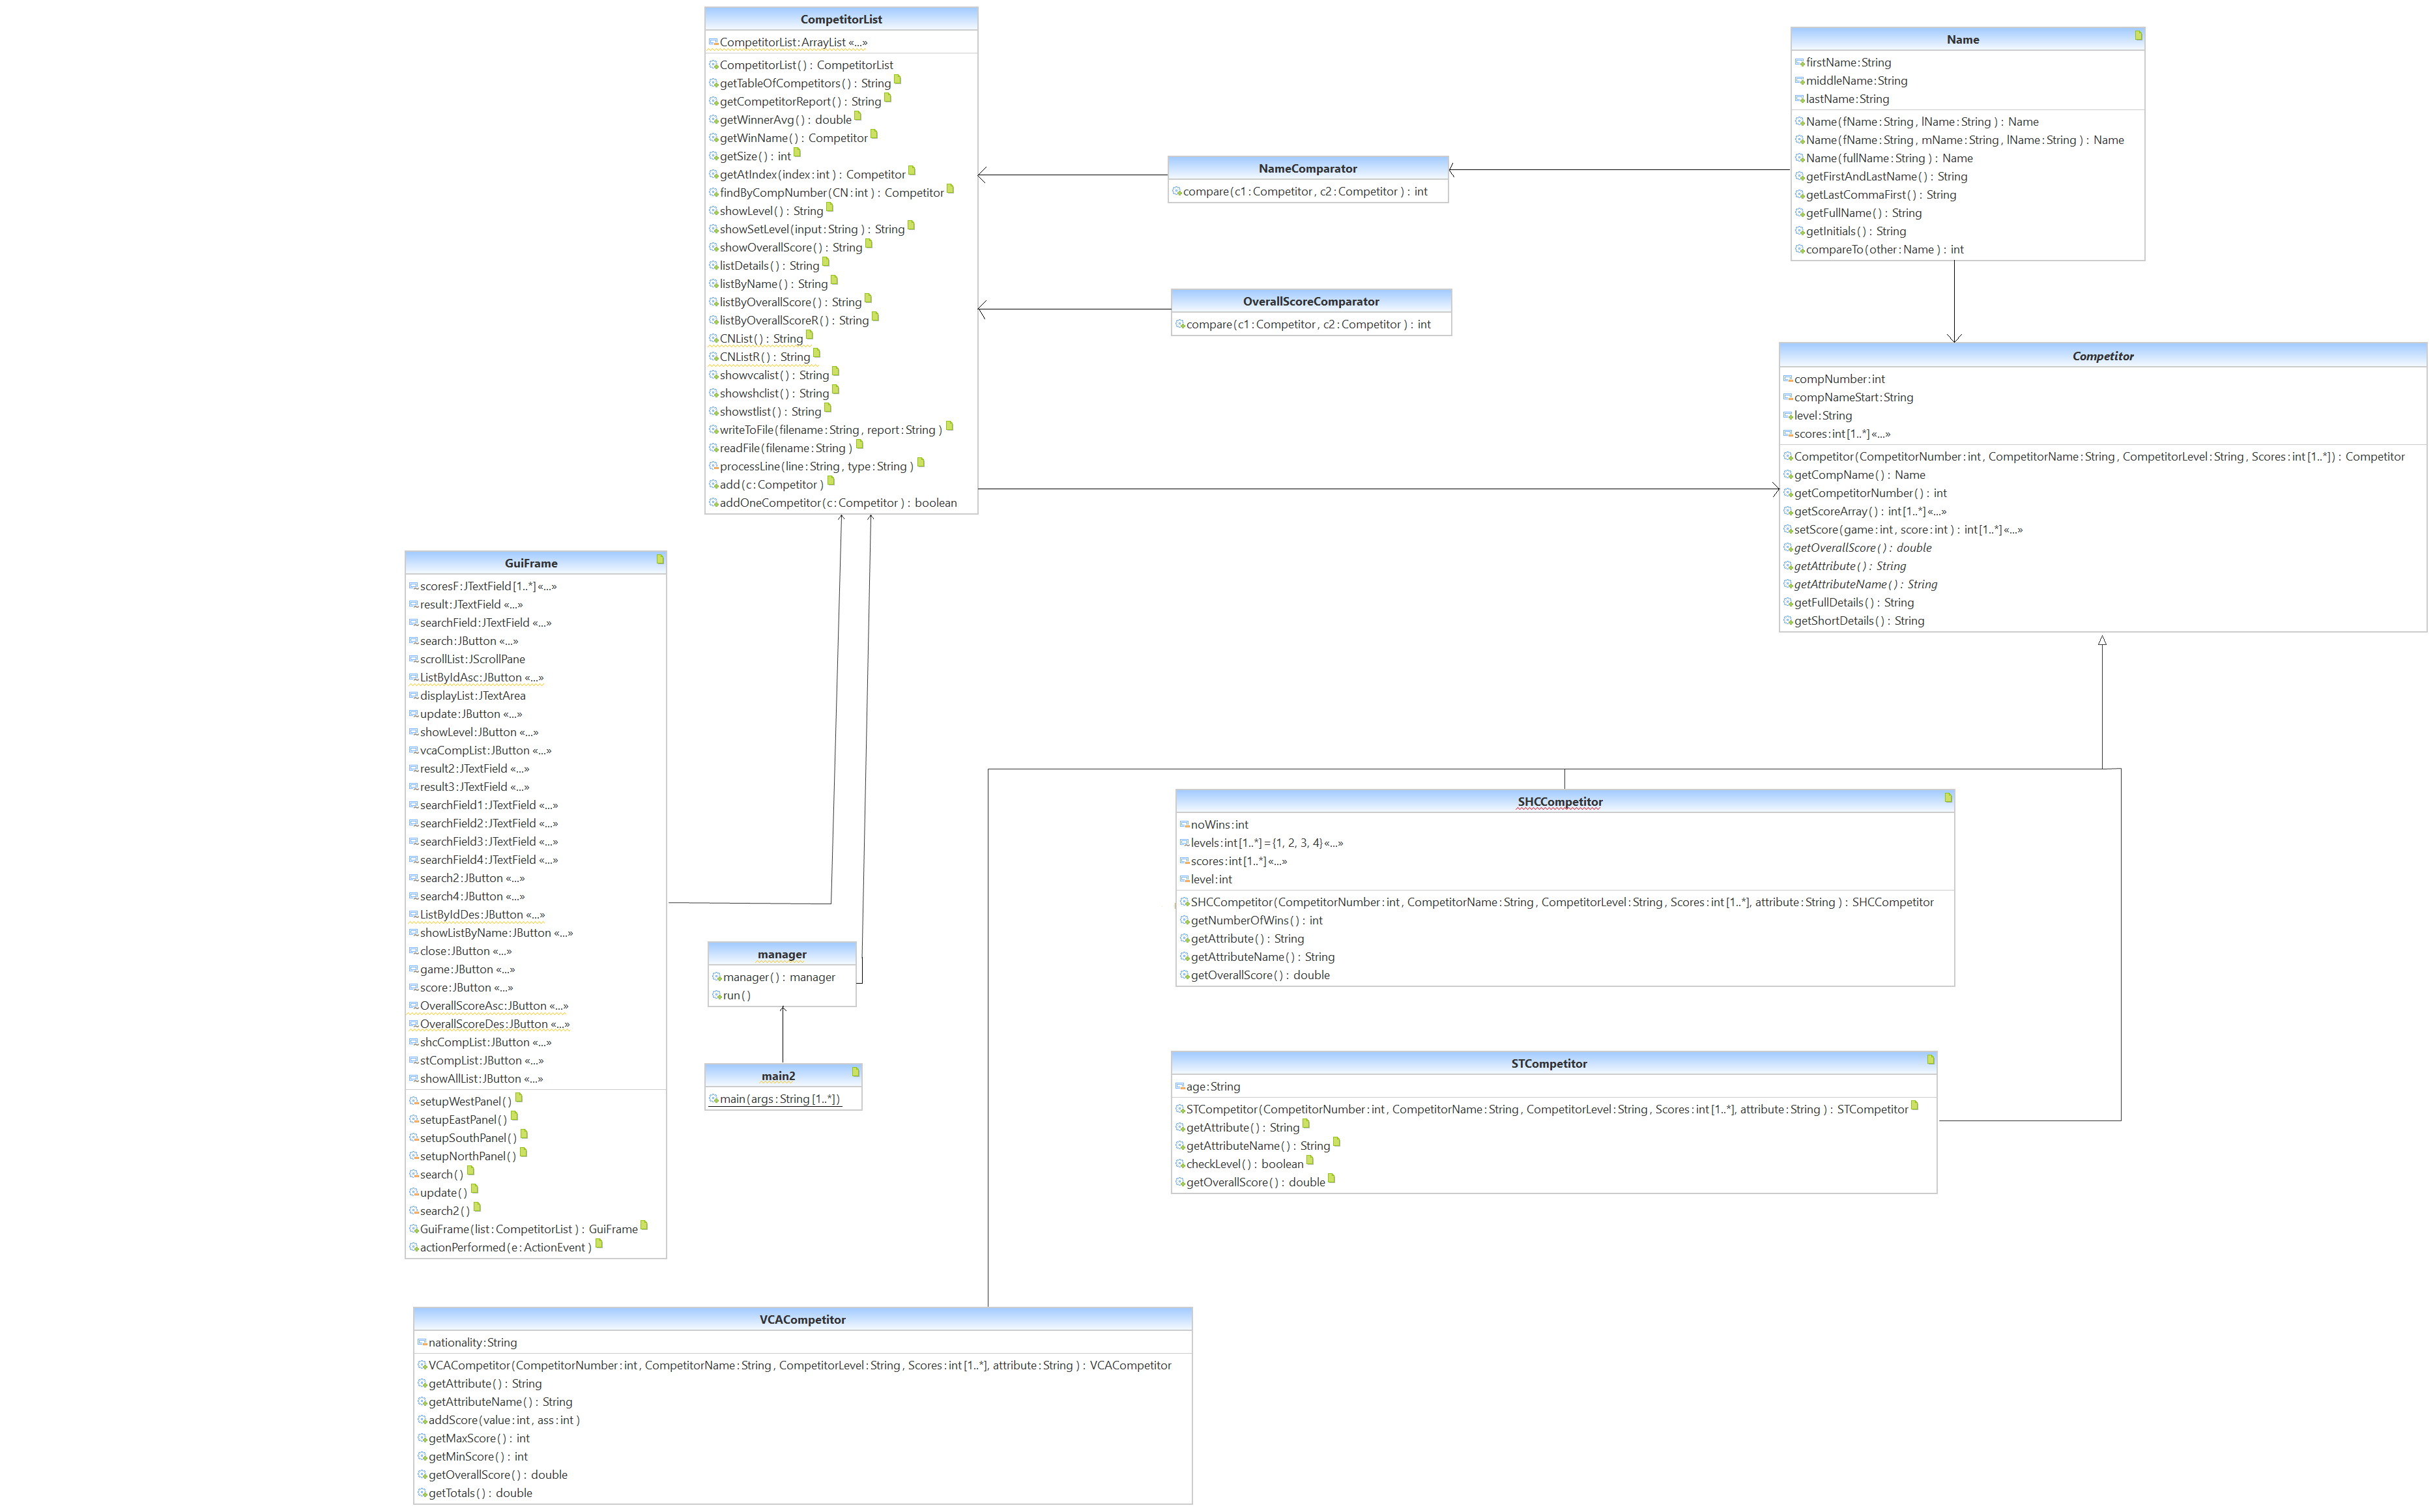 CompetitorList
CompetitorList:ArrayList «...»
CompetitorList() : CompetitorList
getTableOfCompetitors() : String
getCompetitorReport() : String
getWinnerAvg() : double
getWinName() : Competitor
getSize() : int
getAtIndex(index:int) : Competitor
findByCompNumber(CN:int) : Competitor
showLevel() : String
showSetLevel(input:String) : String
showOverallScore() : String
listDetails() : String
listByName() : String
listByOverallScore() : String
listByOverallScoreR() : String
CNList() : String
CNListR() : String
showvcalist() : String
showshclist() : String
showstlist() : String
writeToFile(filename:String, report:String)
readFile(filename:String)
processLine(line:String, type:String)
add(c:Competitor)
addOneCompetitor(c:Competitor) : boolean
NameComparator
compare(c1:Competitor, c2:Competitor) : int
OverallScoreComparator
compare(c1:Competitor, c2:Competitor) : int
Name
firstName:String
middleName:String
lastName:String
Name(fName:String, lName:String) : Name
Name(fName:String, mName:String, lName:String) : Name
Name(fullName:String) : Name
getFirstAndLastName() : String
getLastCommaFirst() : String
getFullName() : String
getInitials() : String
compareTo(other:Name) : int
Competitor
compNumber:int
compNameStart:String
level:String
scores:int[1..*]«...»
Competitor(CompetitorNumber:int, CompetitorName:String, CompetitorLevel:String, Scores:int[1..*]) : Competitor
getCompName() : Name
getCompetitorNumber() : int
getScoreArray() : int[1..*]«...»
setScore(game:int, score:int) : int[1..*]«...»
getOverallScore() : double
getAttribute() : String
getAttributeName() : String
getFullDetails() : String
getShortDetails() : String
GuiFrame
scoresF:JTextField[1..*]«...»
result:JTextField «...»
searchField:JTextField «...»
search:JButton «...»
scrollList:JScrollPane
ListByIdAsc:JButton «...»
displayList:JTextArea
update:JButton «...»
showLevel:JButton «...»
vcaCompList:JButton «...»
result2:JTextField «...»
result3:JTextField «...»
searchField1:JTextField «...»
searchField2:JTextField «...»
searchField3:JTextField «...»
searchField4:JTextField «...»
search2:JButton «...»
search4:JButton «...»
ListByIdDes:JButton «...»
showListByName:JButton «...»
close:JButton «...»
game:JButton «...»
score:JButton «...»
OverallScoreAsc:JButton «...»
OverallScoreDes:JButton «...»
shcCompList:JButton «...»
stCompList:JButton «...»
showAllList:JButton «...»
setupWestPanel()
setupEastPanel()
setupSouthPanel()
setupNorthPanel()
search()
update()
search2()
GuiFrame(list:CompetitorList) : GuiFrame
actionPerformed(e:ActionEvent)
manager
manager() : manager
run()
main2
main(args:String[1..*])
SHCCompetitor
noWins:int
levels:int[1..*]={1, 2, 3, 4}«...»
scores:int[1..*]«...»
level:int
SHCCompetitor(CompetitorNumber:int, CompetitorName:String, CompetitorLevel:String, Scores:int[1..*], attribute:String) : SHCCompetitor
getNumberOfWins() : int
getAttribute() : String
getAttributeName() : String
getOverallScore() : double
STCompetitor
age:String
STCompetitor(CompetitorNumber:int, CompetitorName:String, CompetitorLevel:String, Scores:int[1..*], attribute:String) : STCompetitor
getAttribute() : String
getAttributeName() : String
checkLevel() : boolean
getOverallScore() : double
VCACompetitor
nationality:String
VCACompetitor(CompetitorNumber:int, CompetitorName:String, CompetitorLevel:String, Scores:int[1..*], attribute:String) : VCACompetitor
getAttribute() : String
getAttributeName() : String
addScore(value:int, ass:int)
getMaxScore() : int
getMinScore() : int
getOverallScore() : double
getTotals() : double